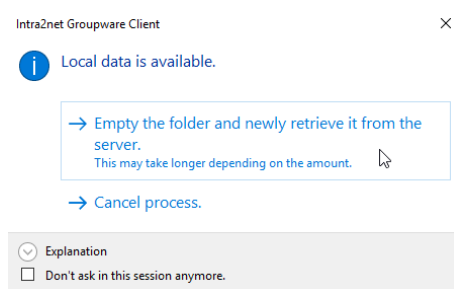 Intra2net Groupware Client
Local data is available.
Empty the folder and newly retrieve it from the
server.
This may take longer depending on the amount.
Cancel process.
Explanation
Don't ask in this session anymore.